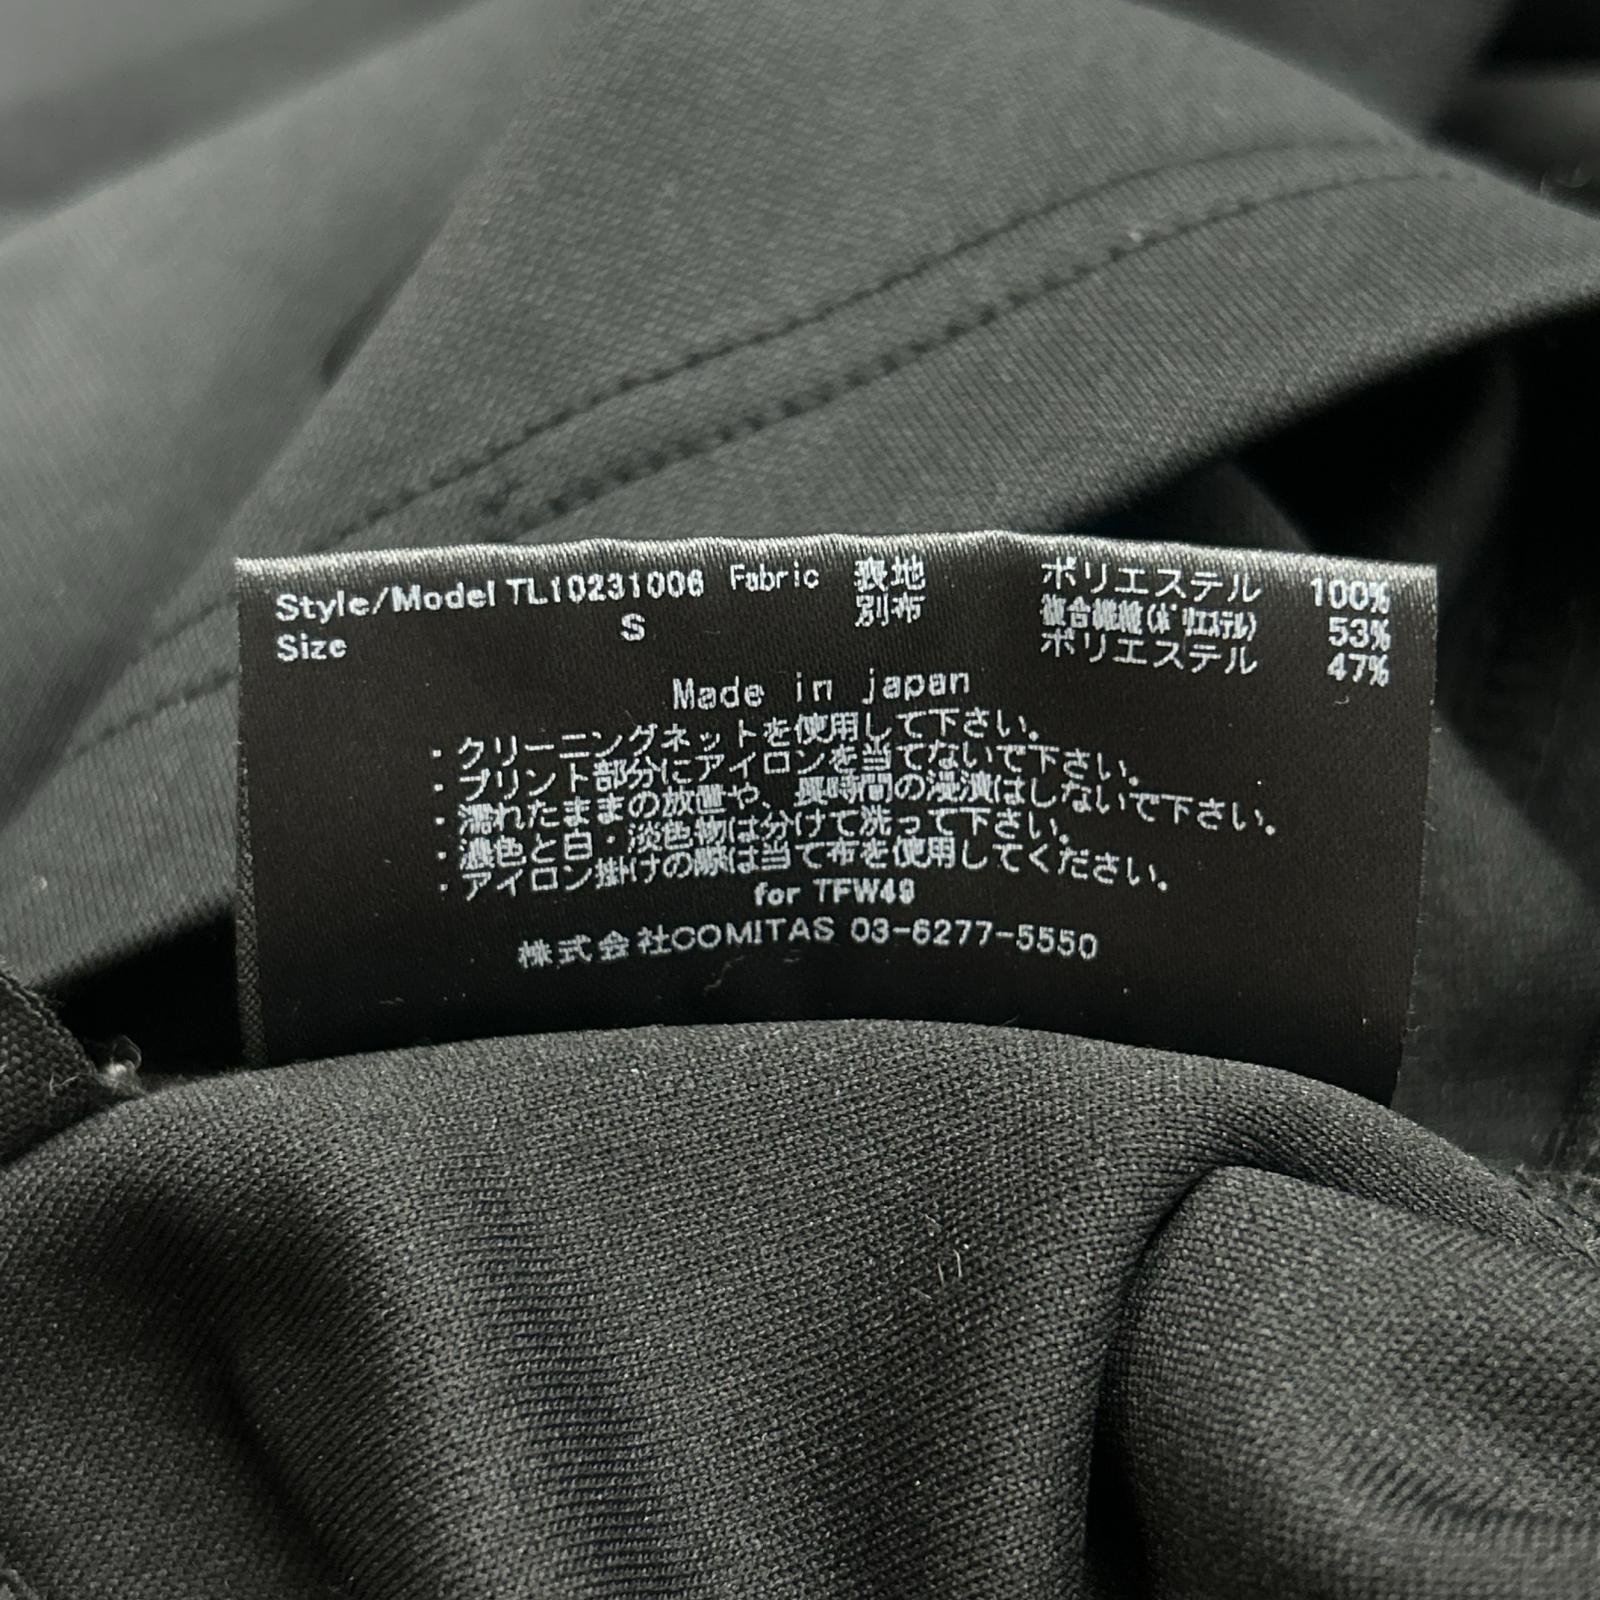 Style/Model TL10231006 Fabric 表地 ポリエステル 100%
Size S 別布 複合繊維(ポリエステル) 53%
ポリエステル 47%
Made in japan
・クリーニングネットを使用して下さい。
・プリント部分にアイロンを当てないで下さい。
・濡れたままの放置や、長時間の浸漬はしないで下さい。
・濃色と白・淡色物は分けて洗って下さい。
・アイロン掛けの際は当て布を使用してください。
for TFW49
株式会社COMITAS 03-6277-5550